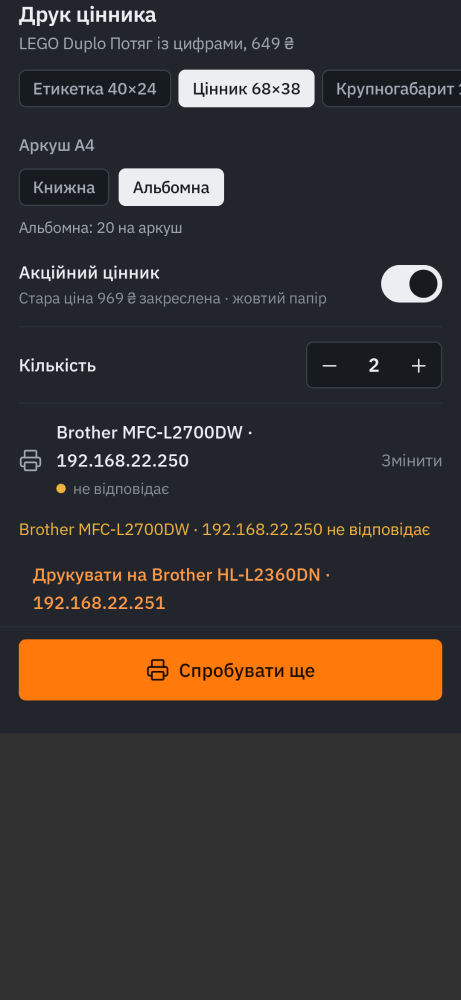 Друк цінника
LEGO Duplo Потяг із цифрами, 649 ₴
Етикетка 40×24
Цінник 68×38
Крупногабарит
Аркуш А4
Книжна
Альбомна
Альбомна: 20 на аркуш
Акційний цінник
Стара ціна 969 ₴ закреслена · жовтий папір
Кількість
− 2 +
Brother MFC-L2700DW ·
192.168.22.250
Змінити
не відповідає
Brother MFC-L2700DW · 192.168.22.250 не відповідає
Друкувати на Brother HL-L2360DN ·
192.168.22.251
Спробувати ще